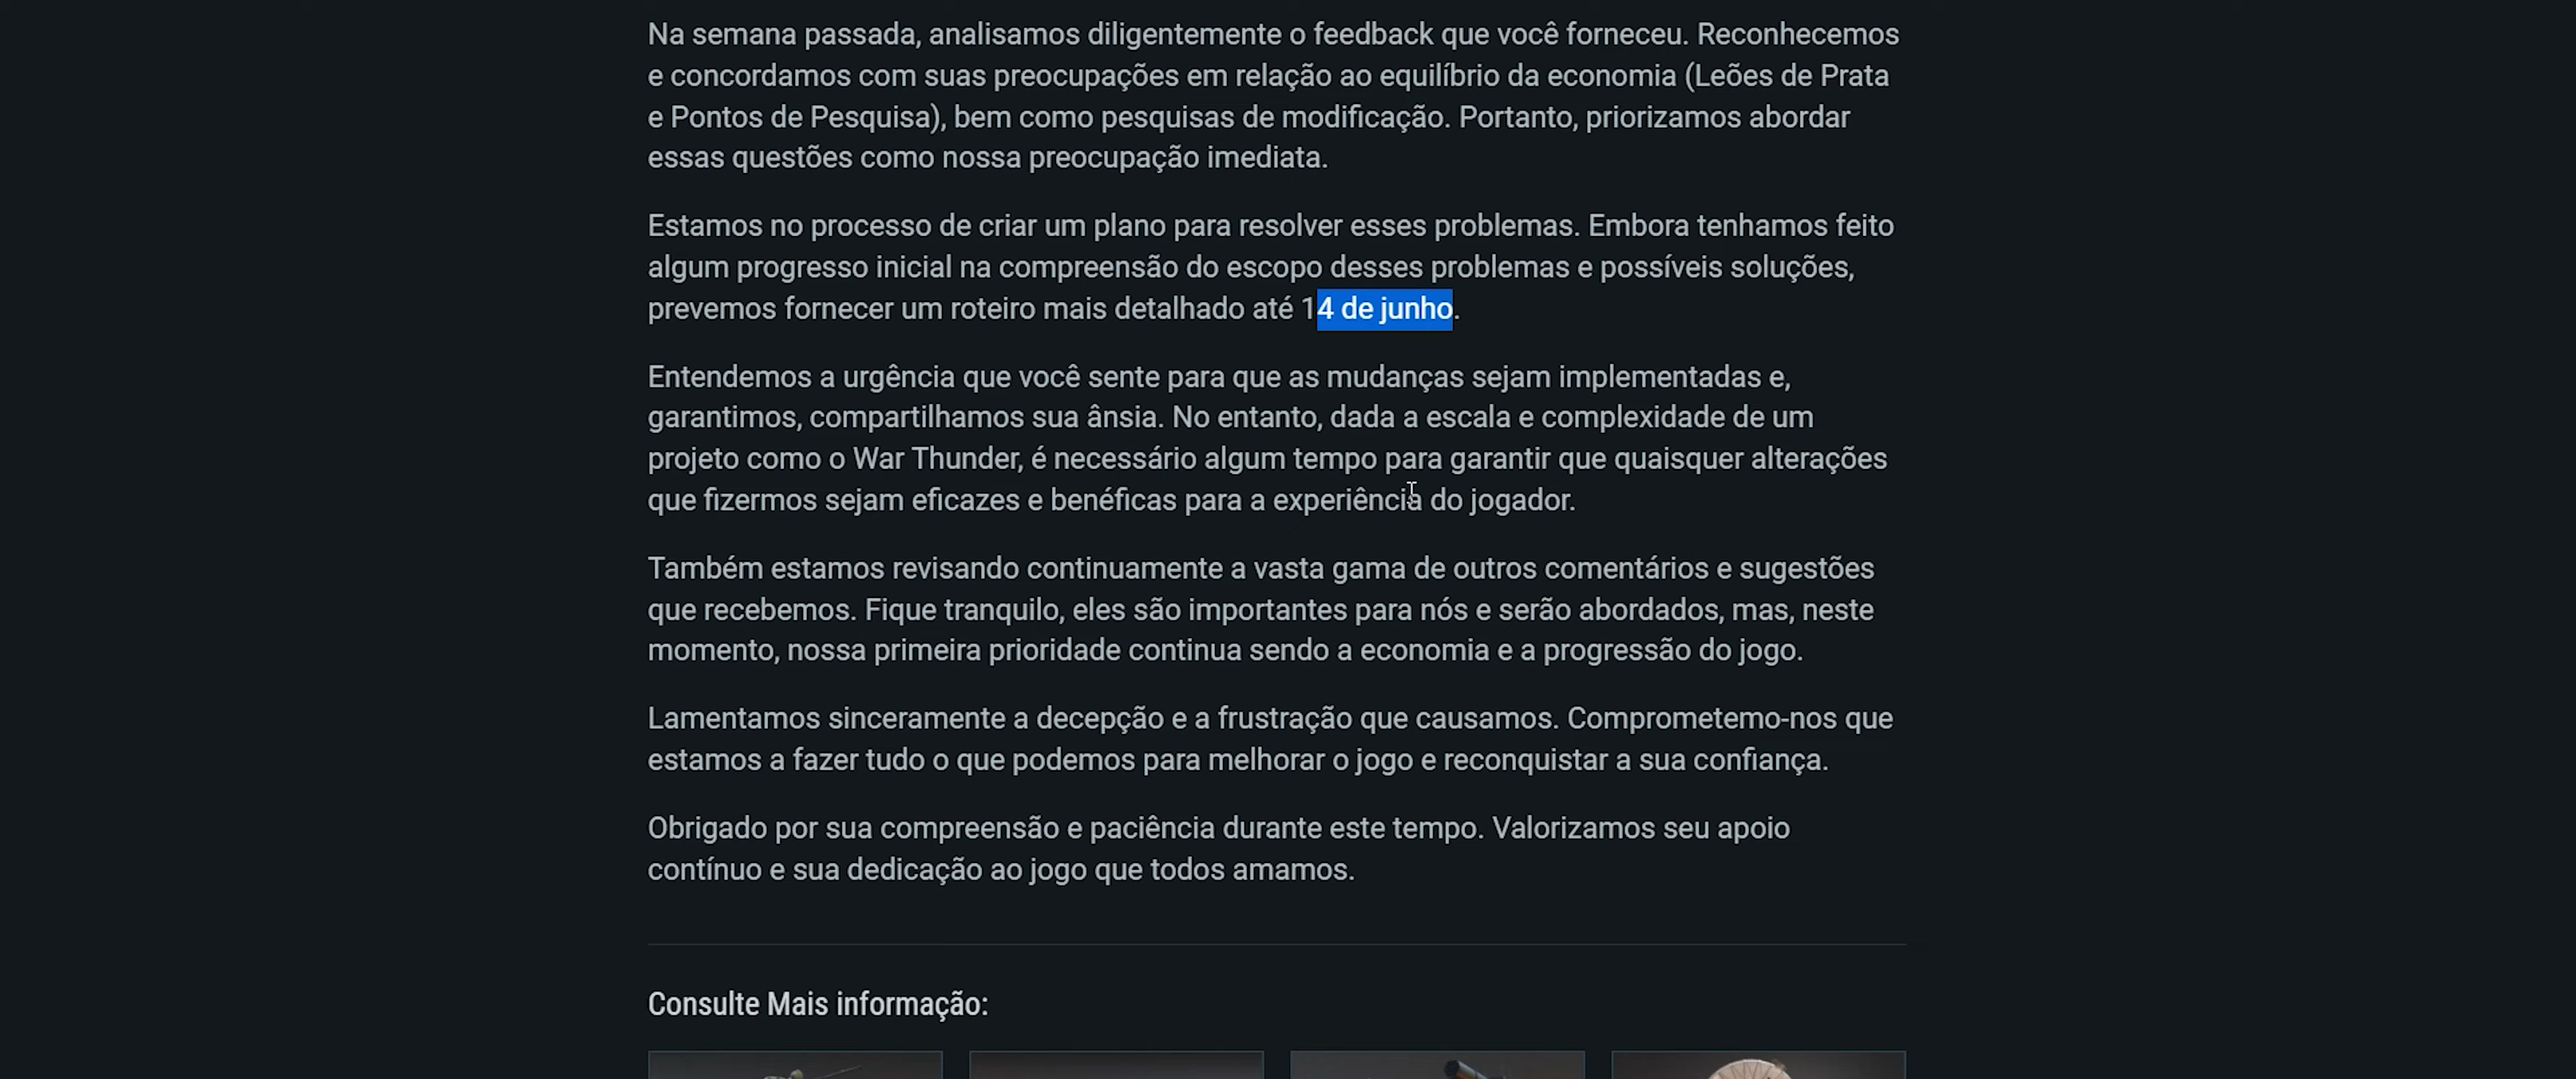 Na semana passada, analisamos diligentemente o feedback que você forneceu. Reconhecemos
e concordamos com suas preocupações em relação ao equilíbrio da economia (Leões de Prata
e Pontos de Pesquisa), bem como pesquisas de modificação. Portanto, priorizamos abordar
essas questões como nossa preocupação imediata.
Estamos no processo de criar um plano para resolver esses problemas. Embora tenhamos feito
algum progresso inicial na compreensão do escopo desses problemas e possíveis soluções,
prevemos fornecer um roteiro mais detalhado até 14 de junho.
Entendemos a urgência que você sente para que as mudanças sejam implementadas e,
garantimos, compartilhamos sua ânsia. No entanto, dada a escala e complexidade de um
projeto como o War Thunder, é necessário algum tempo para garantir que quaisquer alterações
que fizermos sejam eficazes e benéficas para a experiência do jogador.
Também estamos revisando continuamente a vasta gama de outros comentários e sugestões
que recebemos. Fique tranquilo, eles são importantes para nós e serão abordados, mas, neste
momento, nossa primeira prioridade continua sendo a economia e a progressão do jogo.
Lamentamos sinceramente a decepção e a frustração que causamos. Comprometemo-nos que
estamos a fazer tudo o que podemos para melhorar o jogo e reconquistar a sua confiança.
Obrigado por sua compreensão e paciência durante este tempo. Valorizamos seu apoio
contínuo e sua dedicação ao jogo que todos amamos.
Consulte Mais informação: